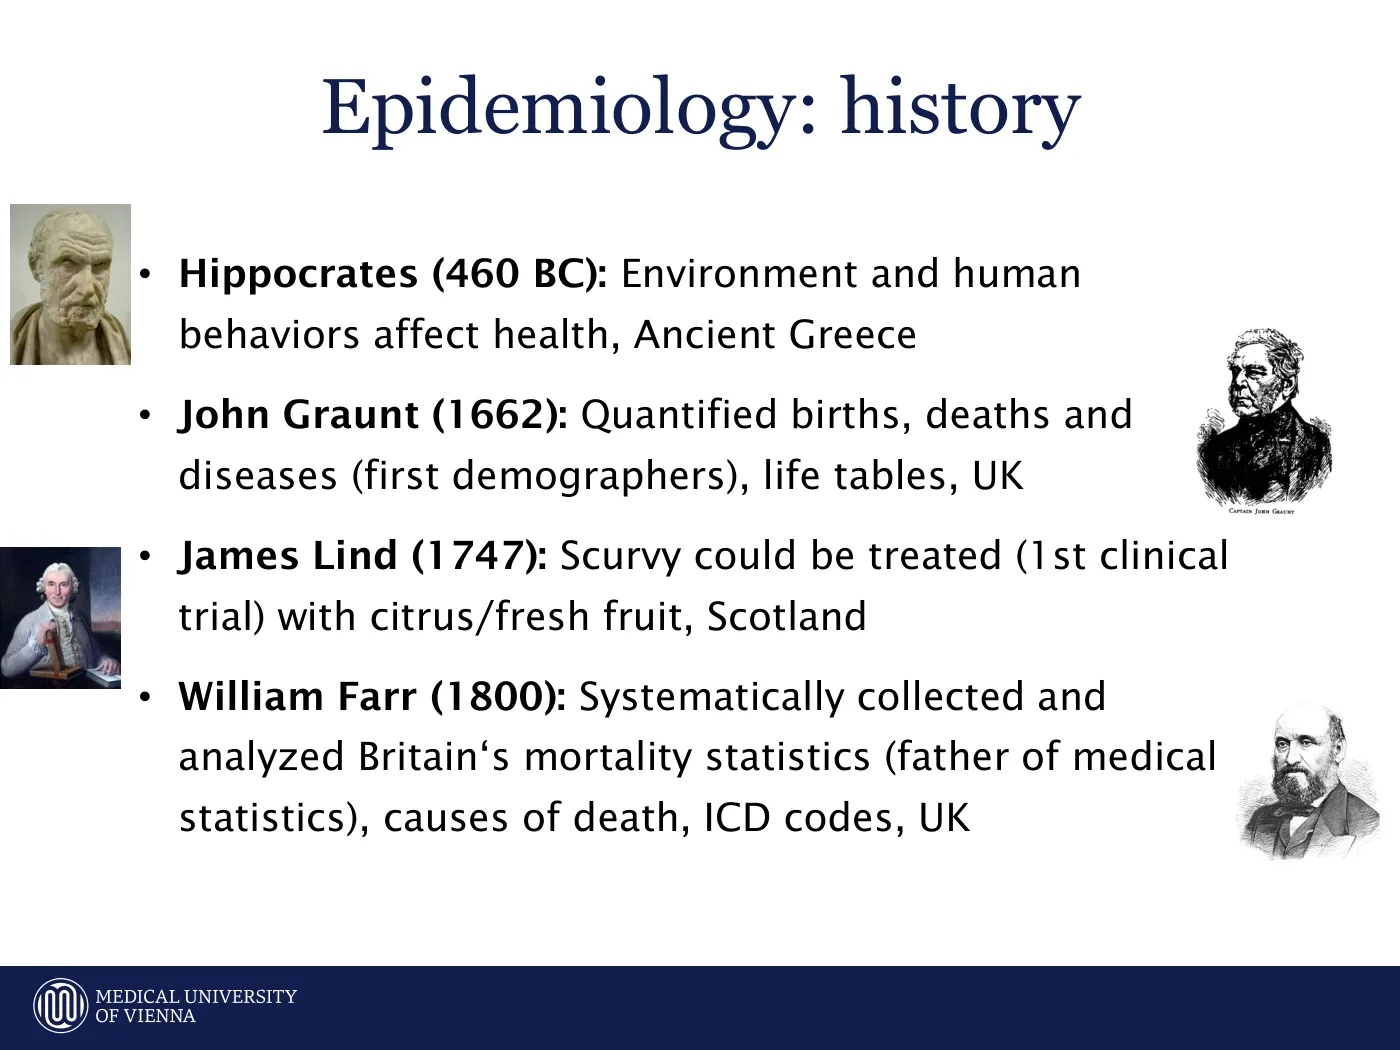 Epidemiology: history
• Hippocrates (460 BC): Environment and human
behaviors affect health, Ancient Greece
• John Graunt (1662): Quantified births, deaths and
diseases (first demographers), life tables, UK
CAPTAIN JOHN GRAUNT
• James Lind (1747): Scurvy could be treated (1st clinical
trial) with citrus/fresh fruit, Scotland
• William Farr (1800): Systematically collected and
analyzed Britain‘s mortality statistics (father of medical
statistics), causes of death, ICD codes, UK
MEDICAL UNIVERSITY
OF VIENNA